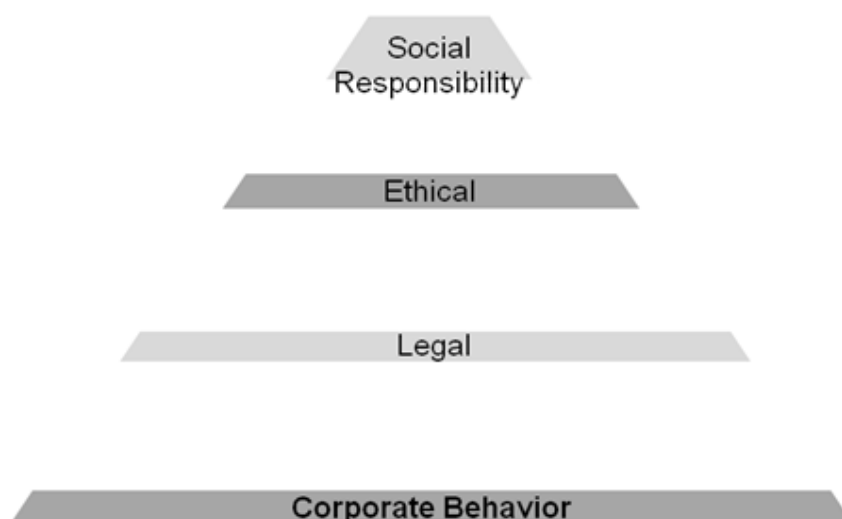 Social
Responsibility
Ethical
Legal
Corporate Behavior